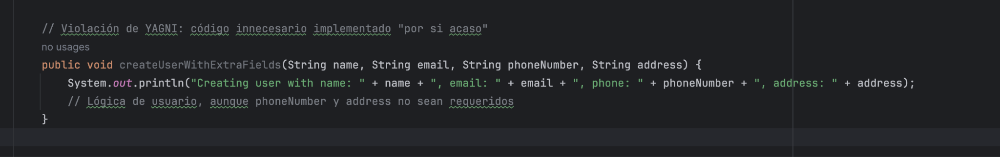 // Violación de YAGNI: código innecesario implementado "por si acaso"
no usages
public void createUserWithExtraFields(String name, String email, String phoneNumber, String address) {
System.out.println("Creating user with name: " + name + ", email: " + email + ", phone: " + phoneNumber + ", address: " + address);
// Lógica de usuario, aunque phoneNumber y address no sean requeridos
}